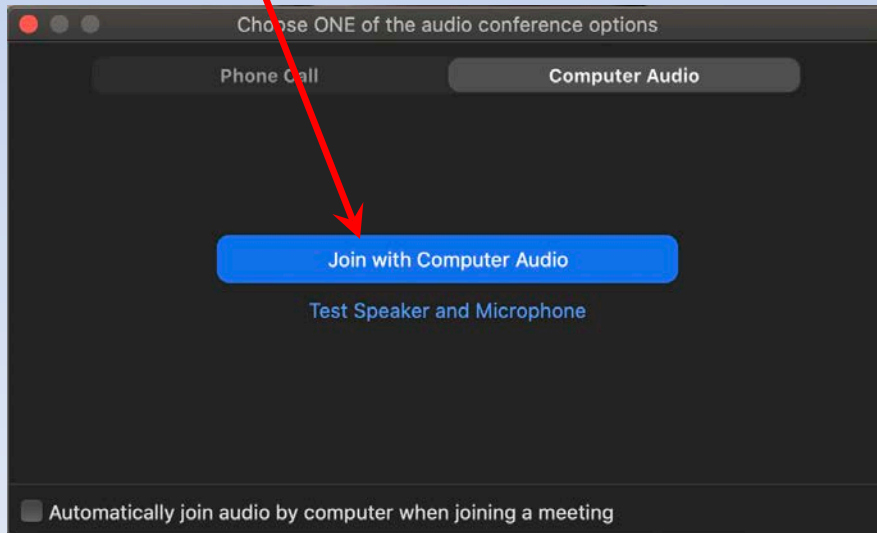 Choose ONE of the audio conference options
Phone Call Computer Audio
Join with Computer Audio
Test Speaker and Microphone
Automatically join audio by computer when joining a meeting